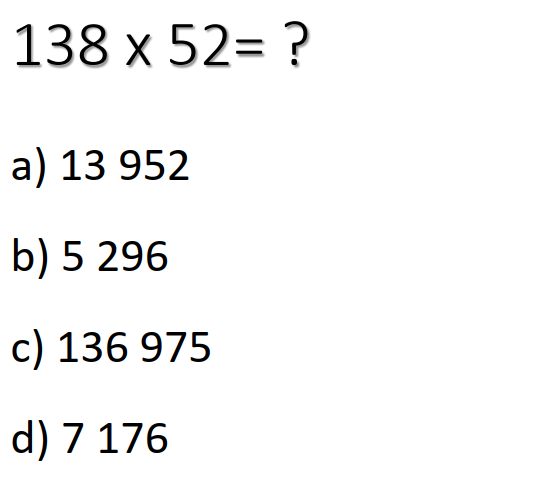 138 x 52= ?
a) 13 952
b) 5 296
c) 136 975
d) 7 176